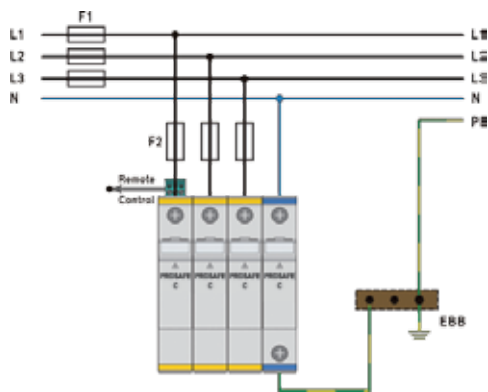 F1
L1 L1'
L2 L2'
L3 L3'
N N
PE
F2
Remote
Control
PROSAFE PROSAFE PROSAFE PROSAFE
C C C C
EBB